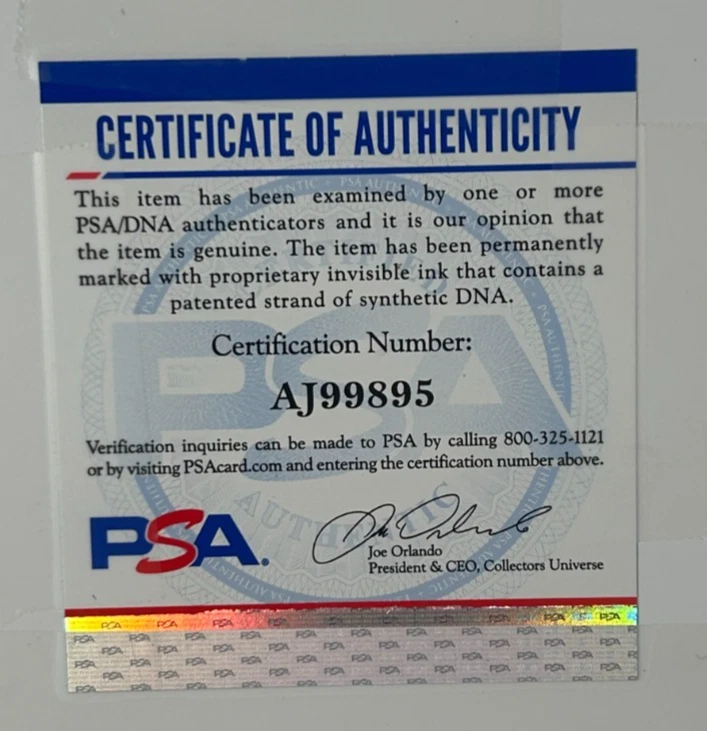 CERTIFICATE OF AUTHENTICITY
This item has been examined by one or more
PSA/DNA authenticators and it is our opinion that
the item is genuine. The item has been permanently
marked with proprietary invisible ink that contains a
patented strand of synthetic DNA.
Certification Number:
AJ99895
Verification inquiries can be made to PSA by calling 800-325-1121
or by visiting PSAcard.com and entering the certification number above.
PSA
Joe Orlando
President & CEO, Collectors Universe